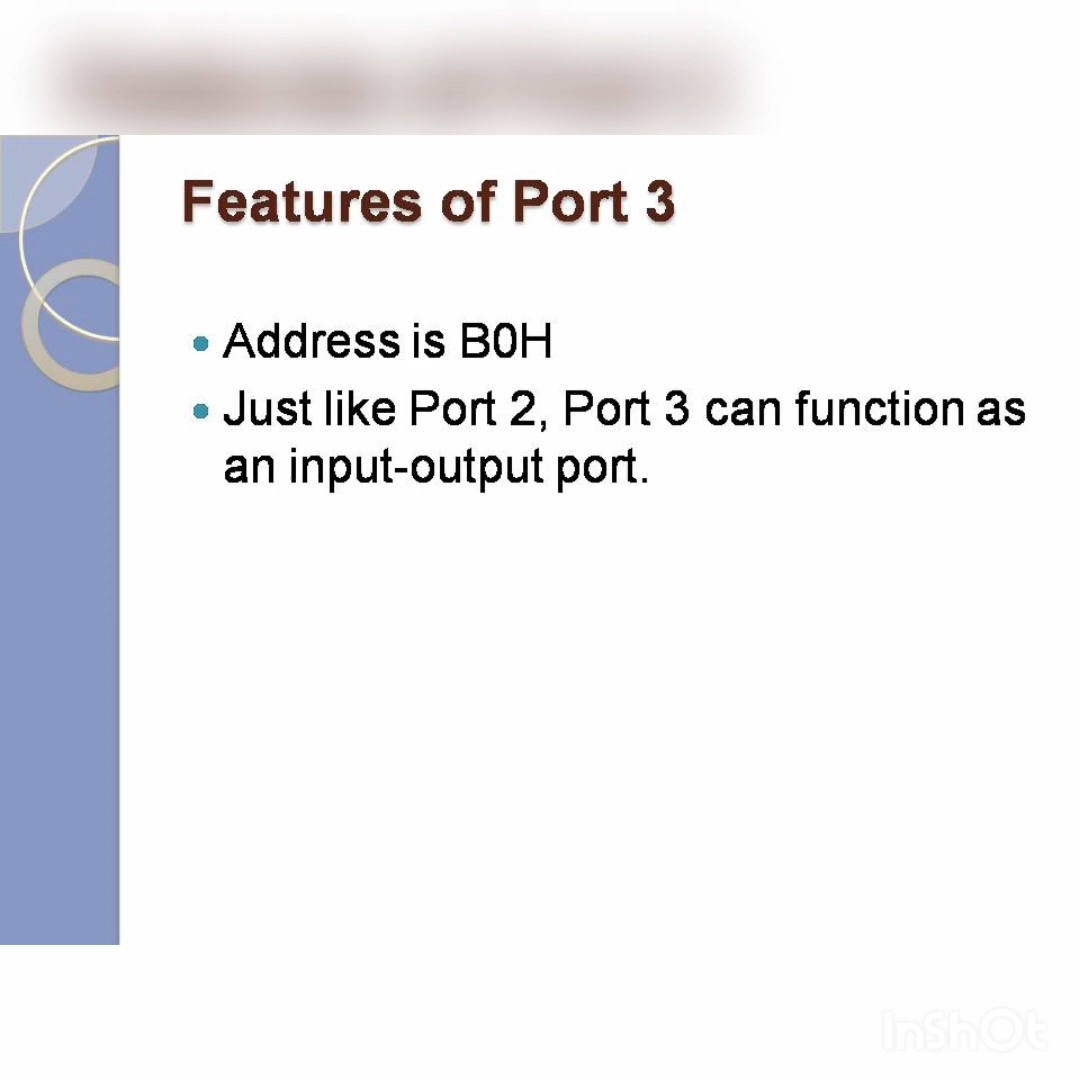 Features of Port 3
• Address is B0H
• Just like Port 2, Port 3 can function as
an input-output port.
InShOt